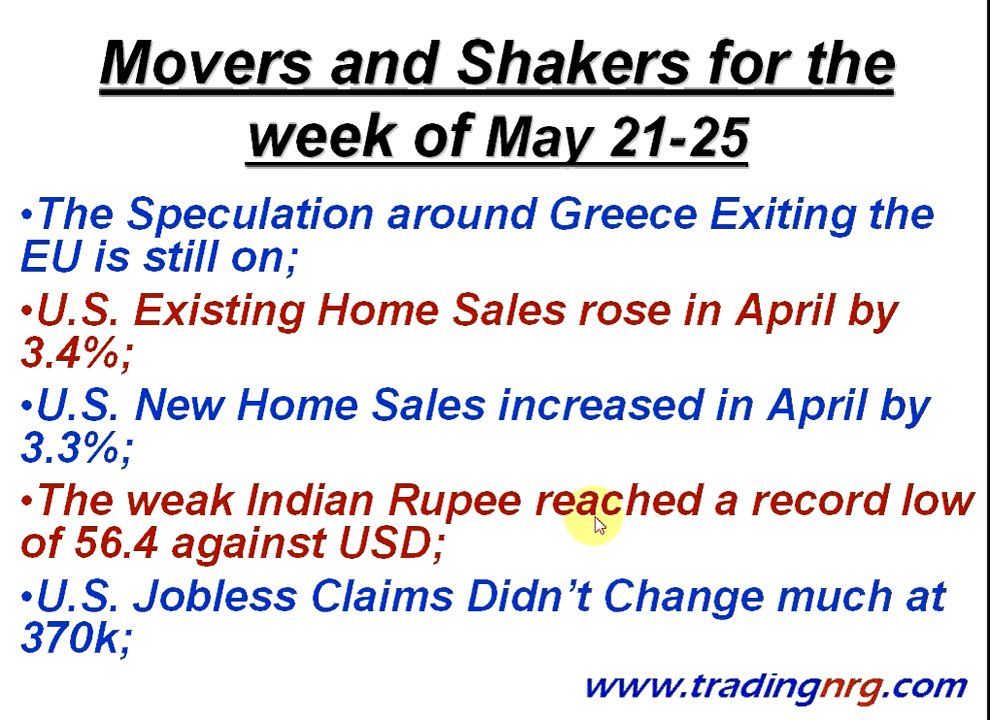 Movers and Shakers for the
week of May 21-25
•The Speculation around Greece Exiting the
EU is still on;
•U.S. Existing Home Sales rose in April by
3.4%;
•U.S. New Home Sales increased in April by
3.3%;
•The weak Indian Rupee reached a record low
of 56.4 against USD;
•U.S. Jobless Claims Didn’t Change much at
370k;
www.tradingnrg.com